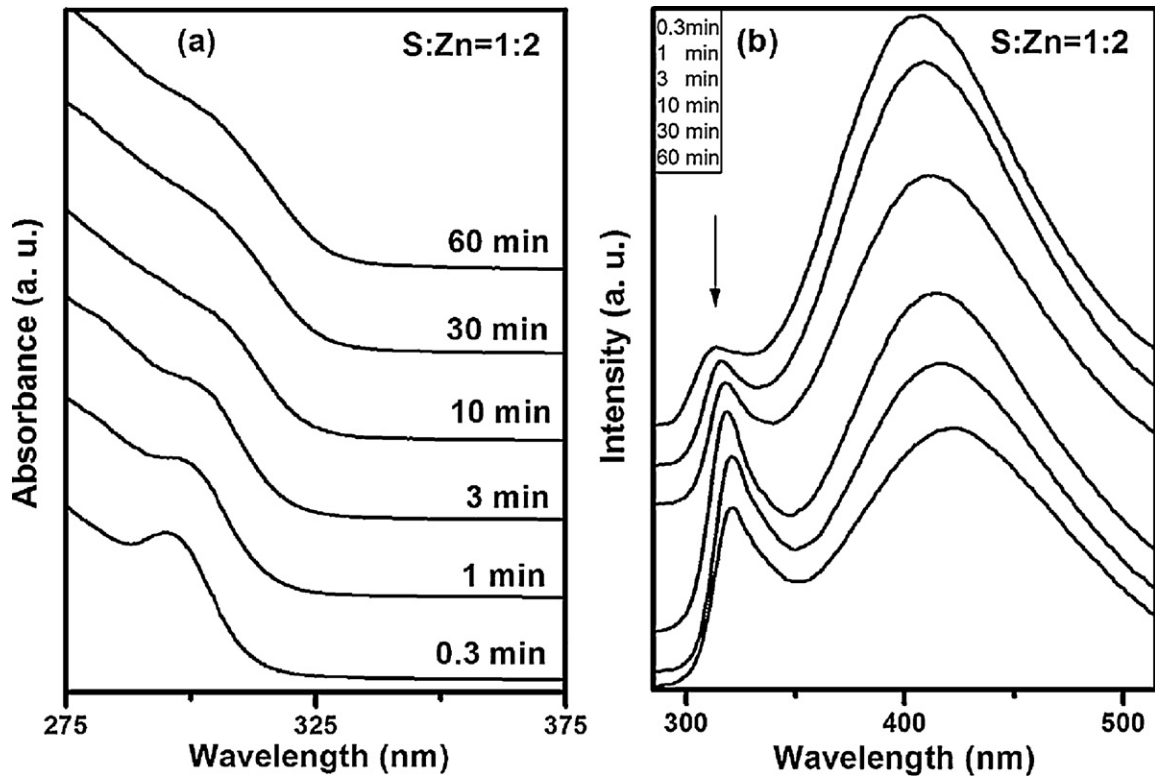 (a)
S:Zn=1:2
60 min
30 min
10 min
3 min
1 min
0.3 min
Absorbance (a. u.)
275
325
375
Wavelength (nm)
0.3min
1 min
3 min
10 min
30 min
60 min
(b)
S:Zn=1:2
Intensity (a. u.)
300
400
500
Wavelength (nm)